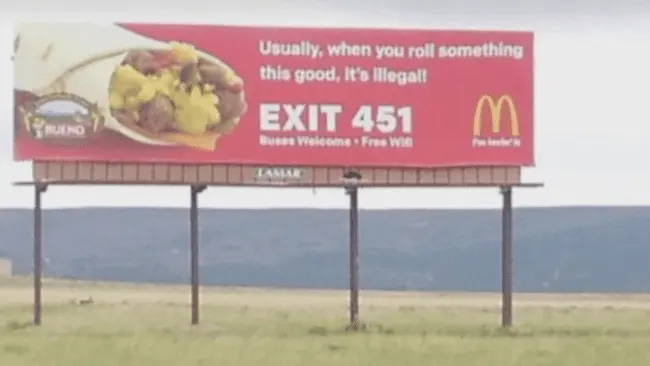 Usually, when you roll something
this good, it's illegal!
EXIT 451
Buses Welcome • Free Wifi
BUENO
M
i'm lovin' it
LAMAR